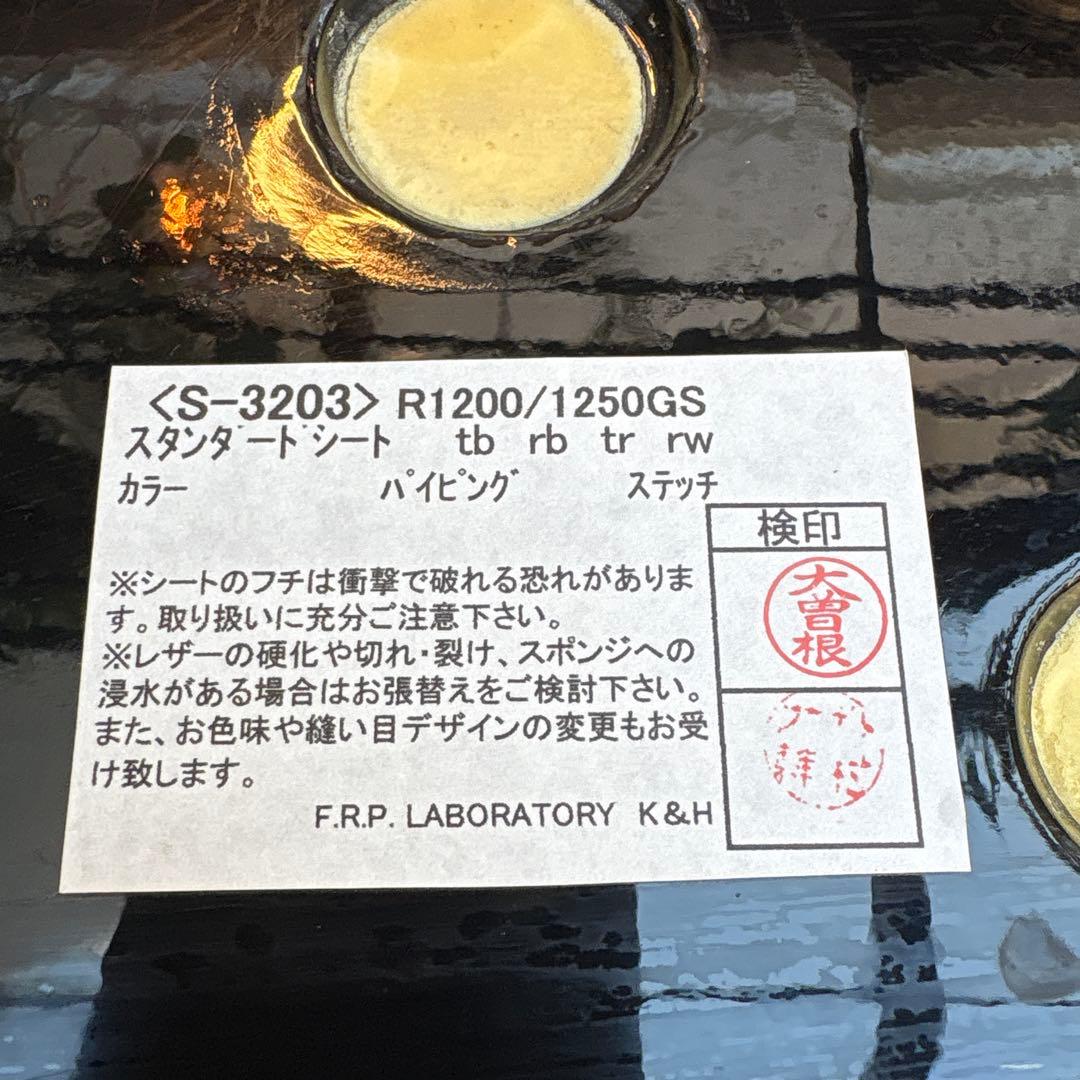 <S-3203> R1200/1250GS
スタンダードシート tb rb tr rw
カラー パイピング ステッチ
検印
大曽根
※シートのフチは衝撃で破れる恐れがありま
す。取り扱いに充分ご注意下さい。
※レザーの硬化や切れ・裂け、スポンジへの
浸水がある場合はお張替えをご検討下さい。
また、お色味や縫い目デザインの変更もお受
け致します。
F.R.P. LABORATORY K&H